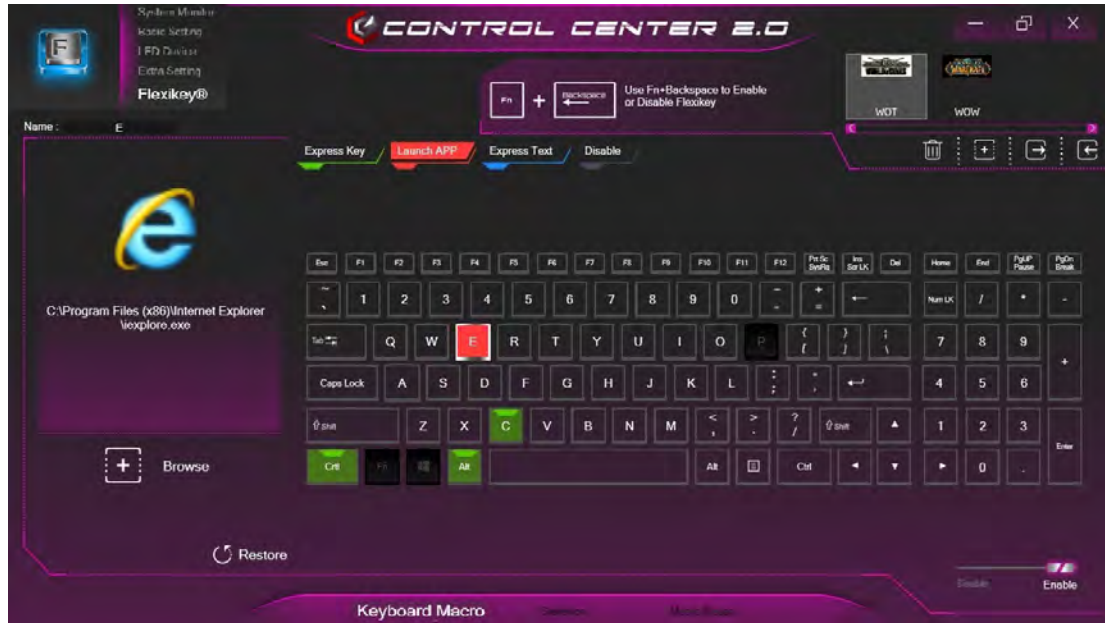 System Monitor
Basic Setting
LED Device
Extra Setting
Flexikey®
CONTROL CENTER 2.0
Fn + Backspace
Use Fn+Backspace to Enable
or Disable Flexikey
WOT WOW
Name : E
Express Key Launch APP Express Text Disable
C:\Program Files (x86)\Internet Explorer
\iexplore.exe
Esc F1 F2 F3 F4 F5 F6 F7 F8 F9 F10 F11 F12 Prt Sc SysRq Ins Scr LK Del Home End PgUP Pause PgDn Break
~ ` 1 2 3 4 5 6 7 8 9 0 - + = Num LK / * -
Tab Q W E R T Y U I O P { [ } ] ; \ 7 8 9 +
Caps Lock A S D F G H J K L : ; " ' 4 5 6
Shift Z X C V B N M < , > . ? / Shift 1 2 3 Enter
Crtl Fn Alt Alt Ctrl 0 .
Browse
Restore
Disable Enable
Keyboard Macro